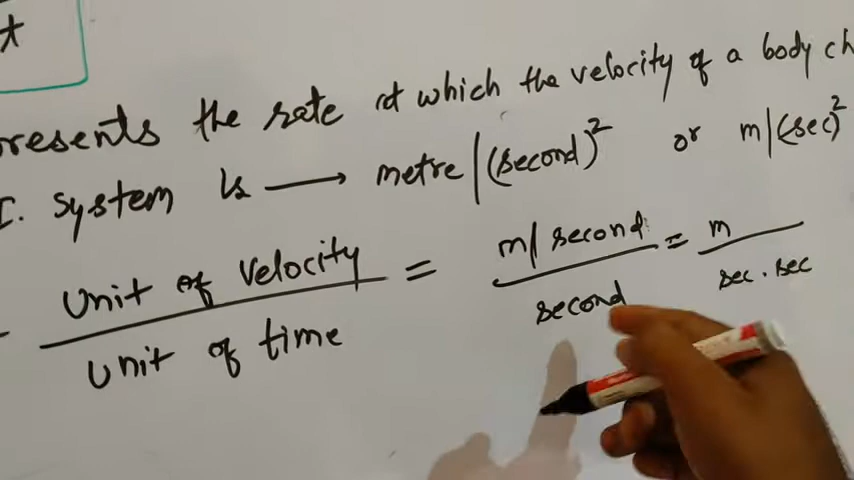 t
presents the rate at which the velocity of a body ch
I. system is → metre|(second)² or m|(sec)²
unit of velocity = m/second = m
unit of time second sec.sec